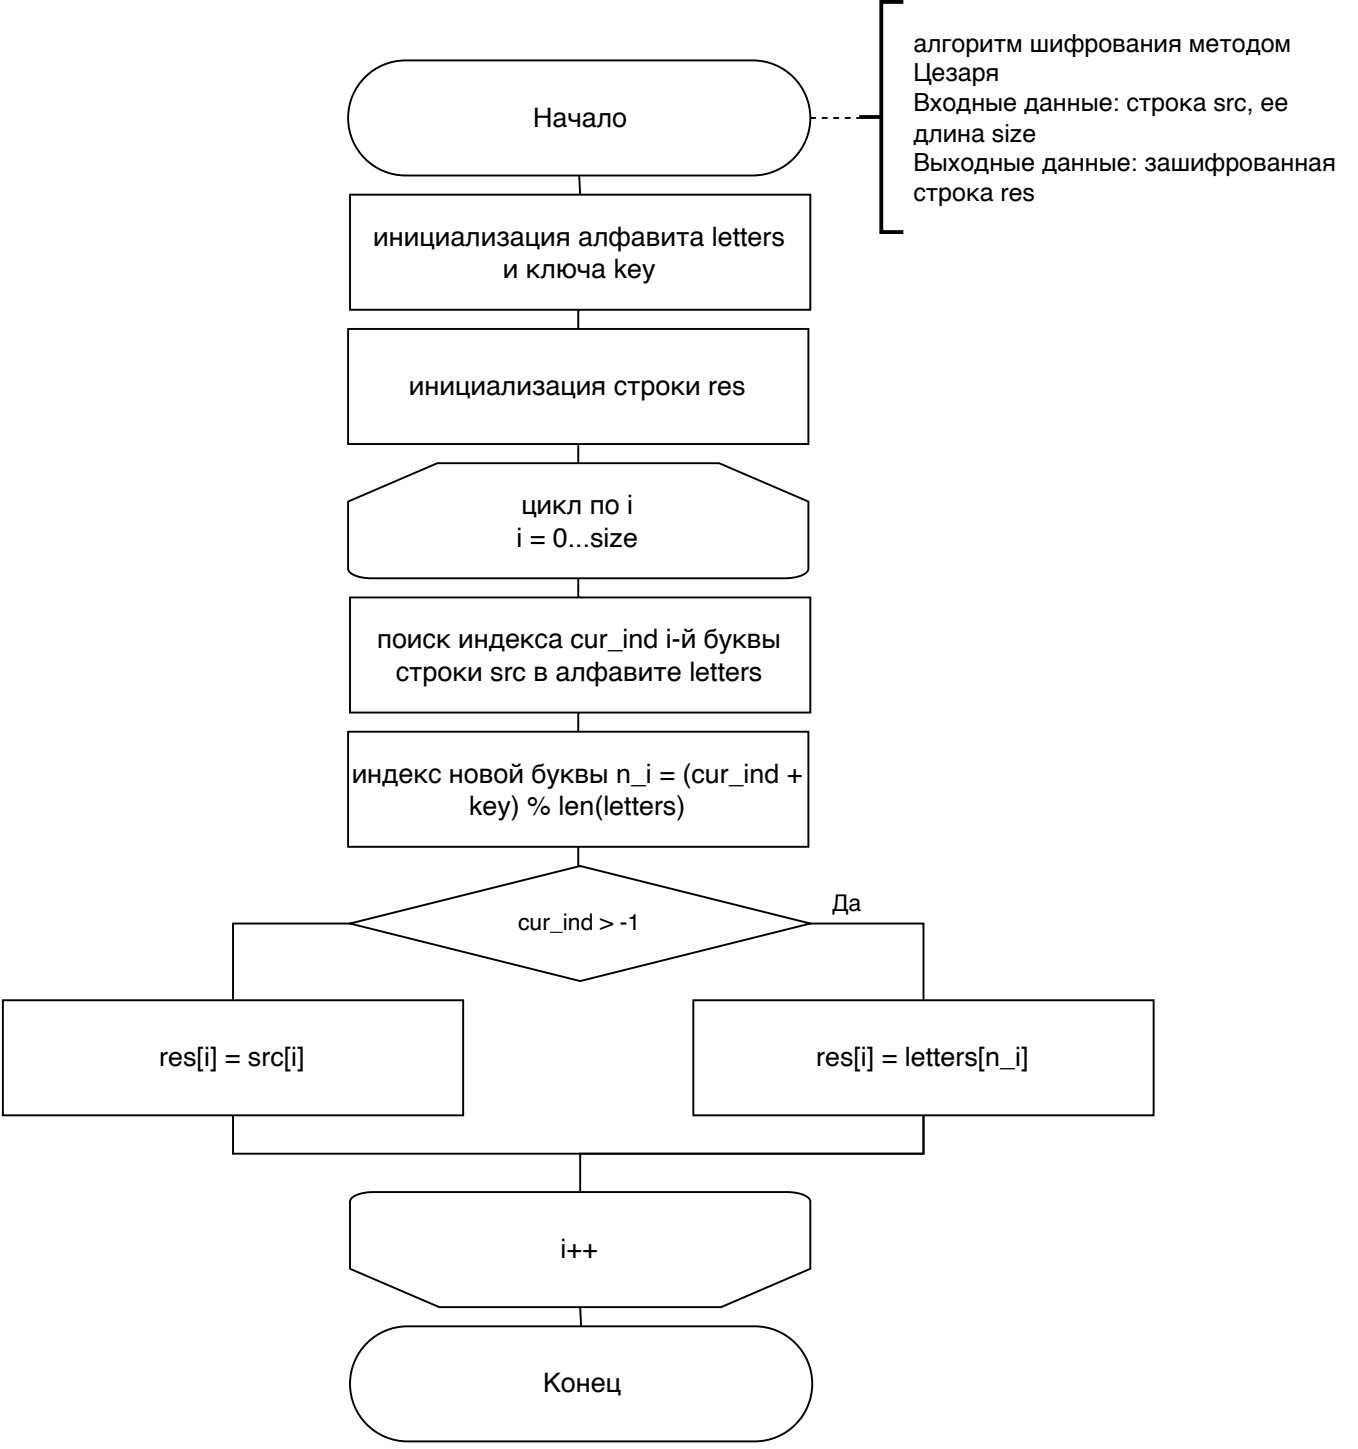 Начало
алгоритм шифрования методом
Цезаря
Входные данные: строка src, ее
длина size
Выходные данные: зашифрованная
строка res
инициализация алфавита letters
и ключа key
инициализация строки res
цикл по i
i = 0...size
поиск индекса cur_ind i-й буквы
строки src в алфавите letters
индекс новой буквы n_i = (cur_ind +
key) % len(letters)
Да
cur_ind > -1
res[i] = src[i]
res[i] = letters[n_i]
i++
Конец